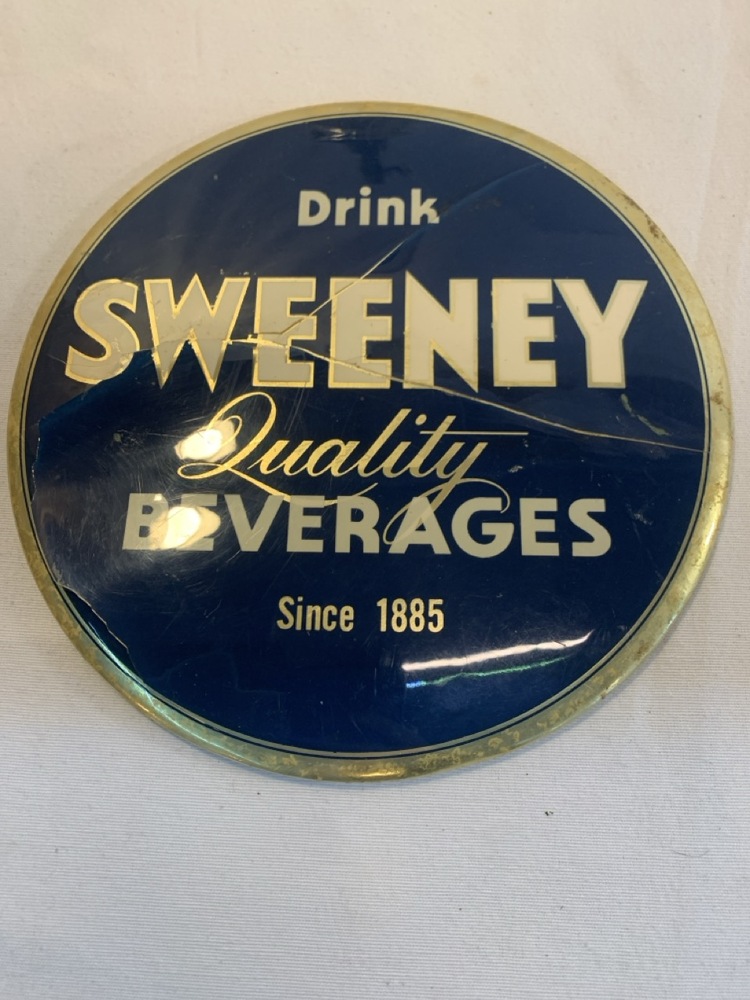 Drink
SWEENEY
Quality
BEVERAGES
Since 1885